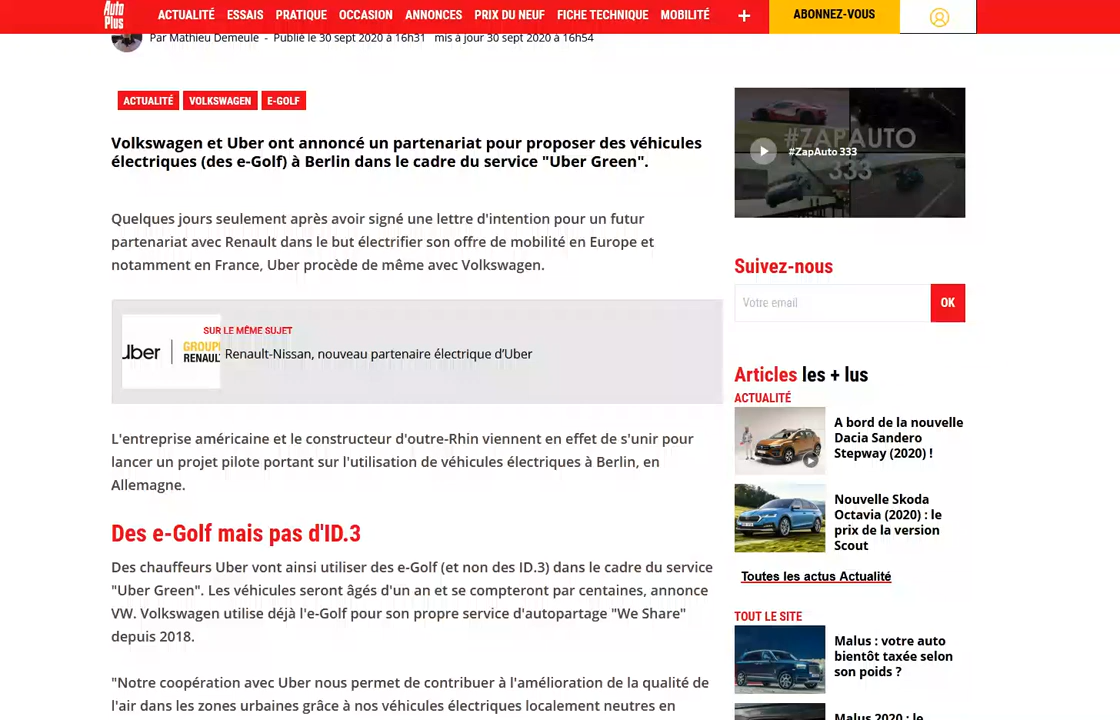 Auto
Plus
ACTUALITÉ ESSAIS PRATIQUE OCCASION ANNONCES PRIX DU NEUF FICHE TECHNIQUE MOBILITÉ + ABONNEZ-VOUS
Par Mathieu Demeule - Publié le 30 sept 2020 à 16h31 mis à jour 30 sept 2020 à 16h54
ACTUALITÉ VOLKSWAGEN E-GOLF
Volkswagen et Uber ont annoncé un partenariat pour proposer des véhicules
électriques (des e-Golf) à Berlin dans le cadre du service "Uber Green".
Quelques jours seulement après avoir signé une lettre d'intention pour un futur
partenariat avec Renault dans le but électrifier son offre de mobilité en Europe et
notamment en France, Uber procède de même avec Volkswagen.
SUR LE MÊME SUJET
Uber GROUPE
RENAULT
Renault-Nissan, nouveau partenaire électrique d’Uber
L'entreprise américaine et le constructeur d'outre-Rhin viennent en effet de s'unir pour
lancer un projet pilote portant sur l'utilisation de véhicules électriques à Berlin, en
Allemagne.
Des e-Golf mais pas d'ID.3
Des chauffeurs Uber vont ainsi utiliser des e-Golf (et non des ID.3) dans le cadre du service
"Uber Green". Les véhicules seront âgés d'un an et se compteront par centaines, annonce
VW. Volkswagen utilise déjà l'e-Golf pour son propre service d'autopartage "We Share"
depuis 2018.
"Notre coopération avec Uber nous permet de contribuer à l'amélioration de la qualité de
l'air dans les zones urbaines grâce à nos véhicules électriques localement neutres en
#ZAPAUTO
333
#ZapAuto 333
Suivez-nous
Votre email OK
Articles les + lus
ACTUALITÉ
A bord de la nouvelle
Dacia Sandero
Stepway (2020) !
Nouvelle Skoda
Octavia (2020) : le
prix de la version
Scout
Toutes les actus Actualité
TOUT LE SITE
Malus : votre auto
bientôt taxée selon
son poids ?
Malus 2020 : le